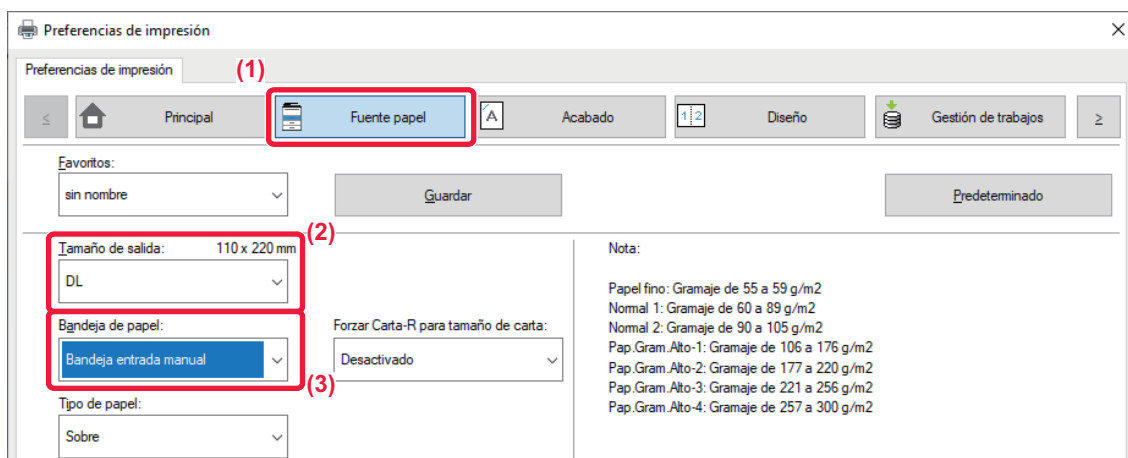 Preferencias de impresión
Preferencias de impresión
(1)
< Principal Fuente papel A Acabado 1 2 Diseño Gestión de trabajos >
Favoritos:
sin nombre Guardar Predeterminado
(2)
Tamaño de salida: 110 x 220 mm Nota:
DL
Papel fino: Gramaje de 55 a 59 g/m2
Normal 1: Gramaje de 60 a 89 g/m2
Bandeja de papel: Forzar Carta-R para tamaño de carta: Normal 2: Gramaje de 90 a 105 g/m2
Pap.Gram.Alto-1: Gramaje de 106 a 176 g/m2
Bandeja entrada manual Desactivado Pap.Gram.Alto-2: Gramaje de 177 a 220 g/m2
(3) Pap.Gram.Alto-3: Gramaje de 221 a 256 g/m2
Tipo de papel: Pap.Gram.Alto-4: Gramaje de 257 a 300 g/m2
Sobre